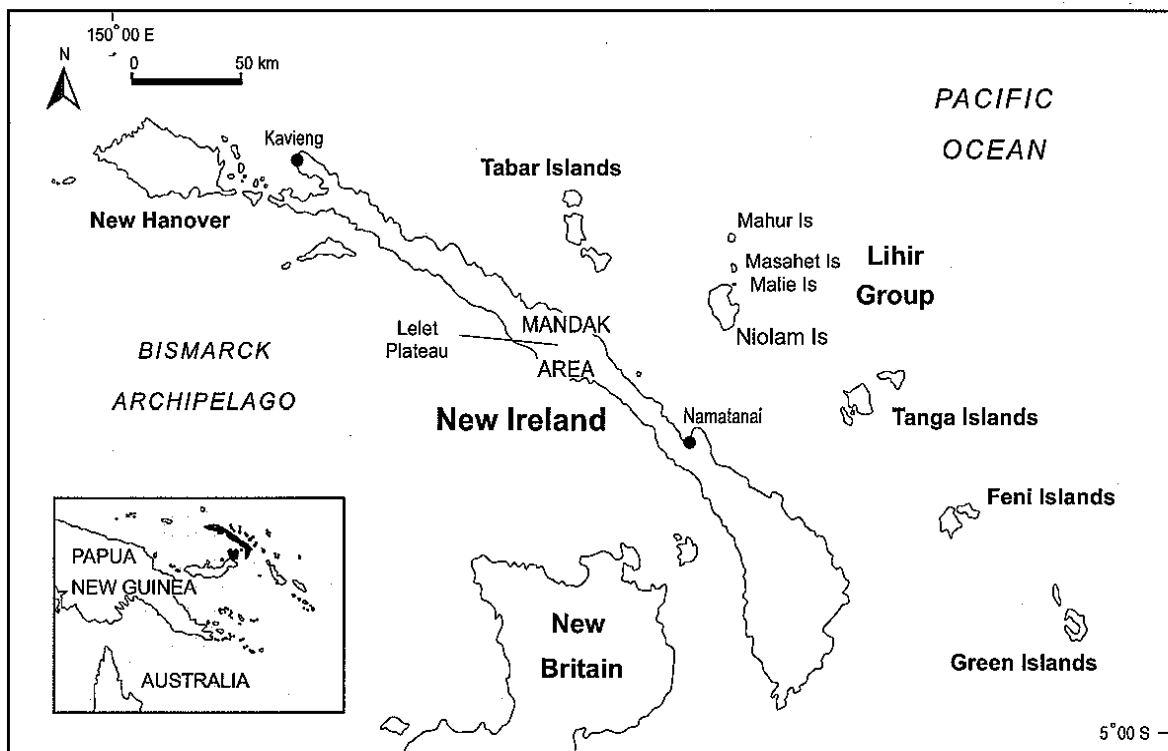 150°00 E
0 50 km
N
PACIFIC
OCEAN
Kavieng
Tabar Islands
New Hanover
Mahur Is
Masahet Is
Malie Is
Lihir
Group
Niolam Is
MANDAK
AREA
Lelet
Plateau
BISMARCK
ARCHIPELAGO
New Ireland
Namatanai
Tanga Islands
Feni Islands
PAPUA
NEW GUINEA
AUSTRALIA
New
Britain
Green Islands
5°00 S